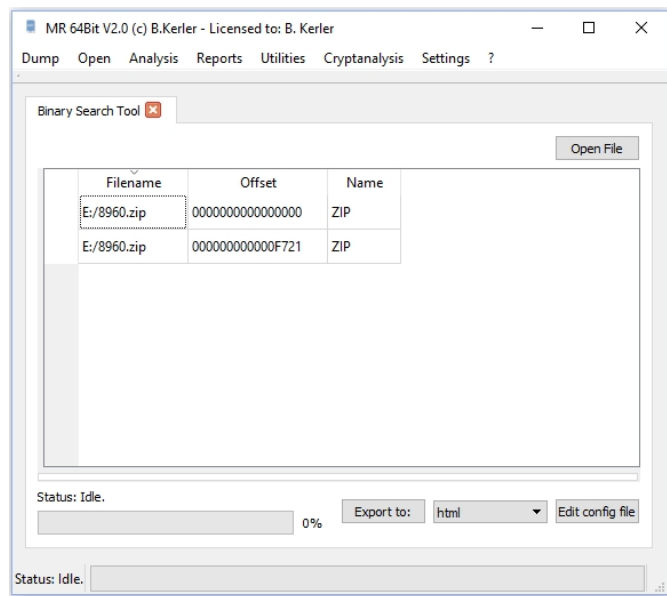 MR 64Bit V2.0 (c) B.Kerler - Licensed to: B. Kerler
Dump Open Analysis Reports Utilities Cryptanalysis Settings ?
Binary Search Tool
Open File
Filename Offset Name
E:/8960.zip 0000000000000000 ZIP
E:/8960.zip 000000000000F721 ZIP
Status: Idle.
0% Export to: html Edit config file
Status: Idle.